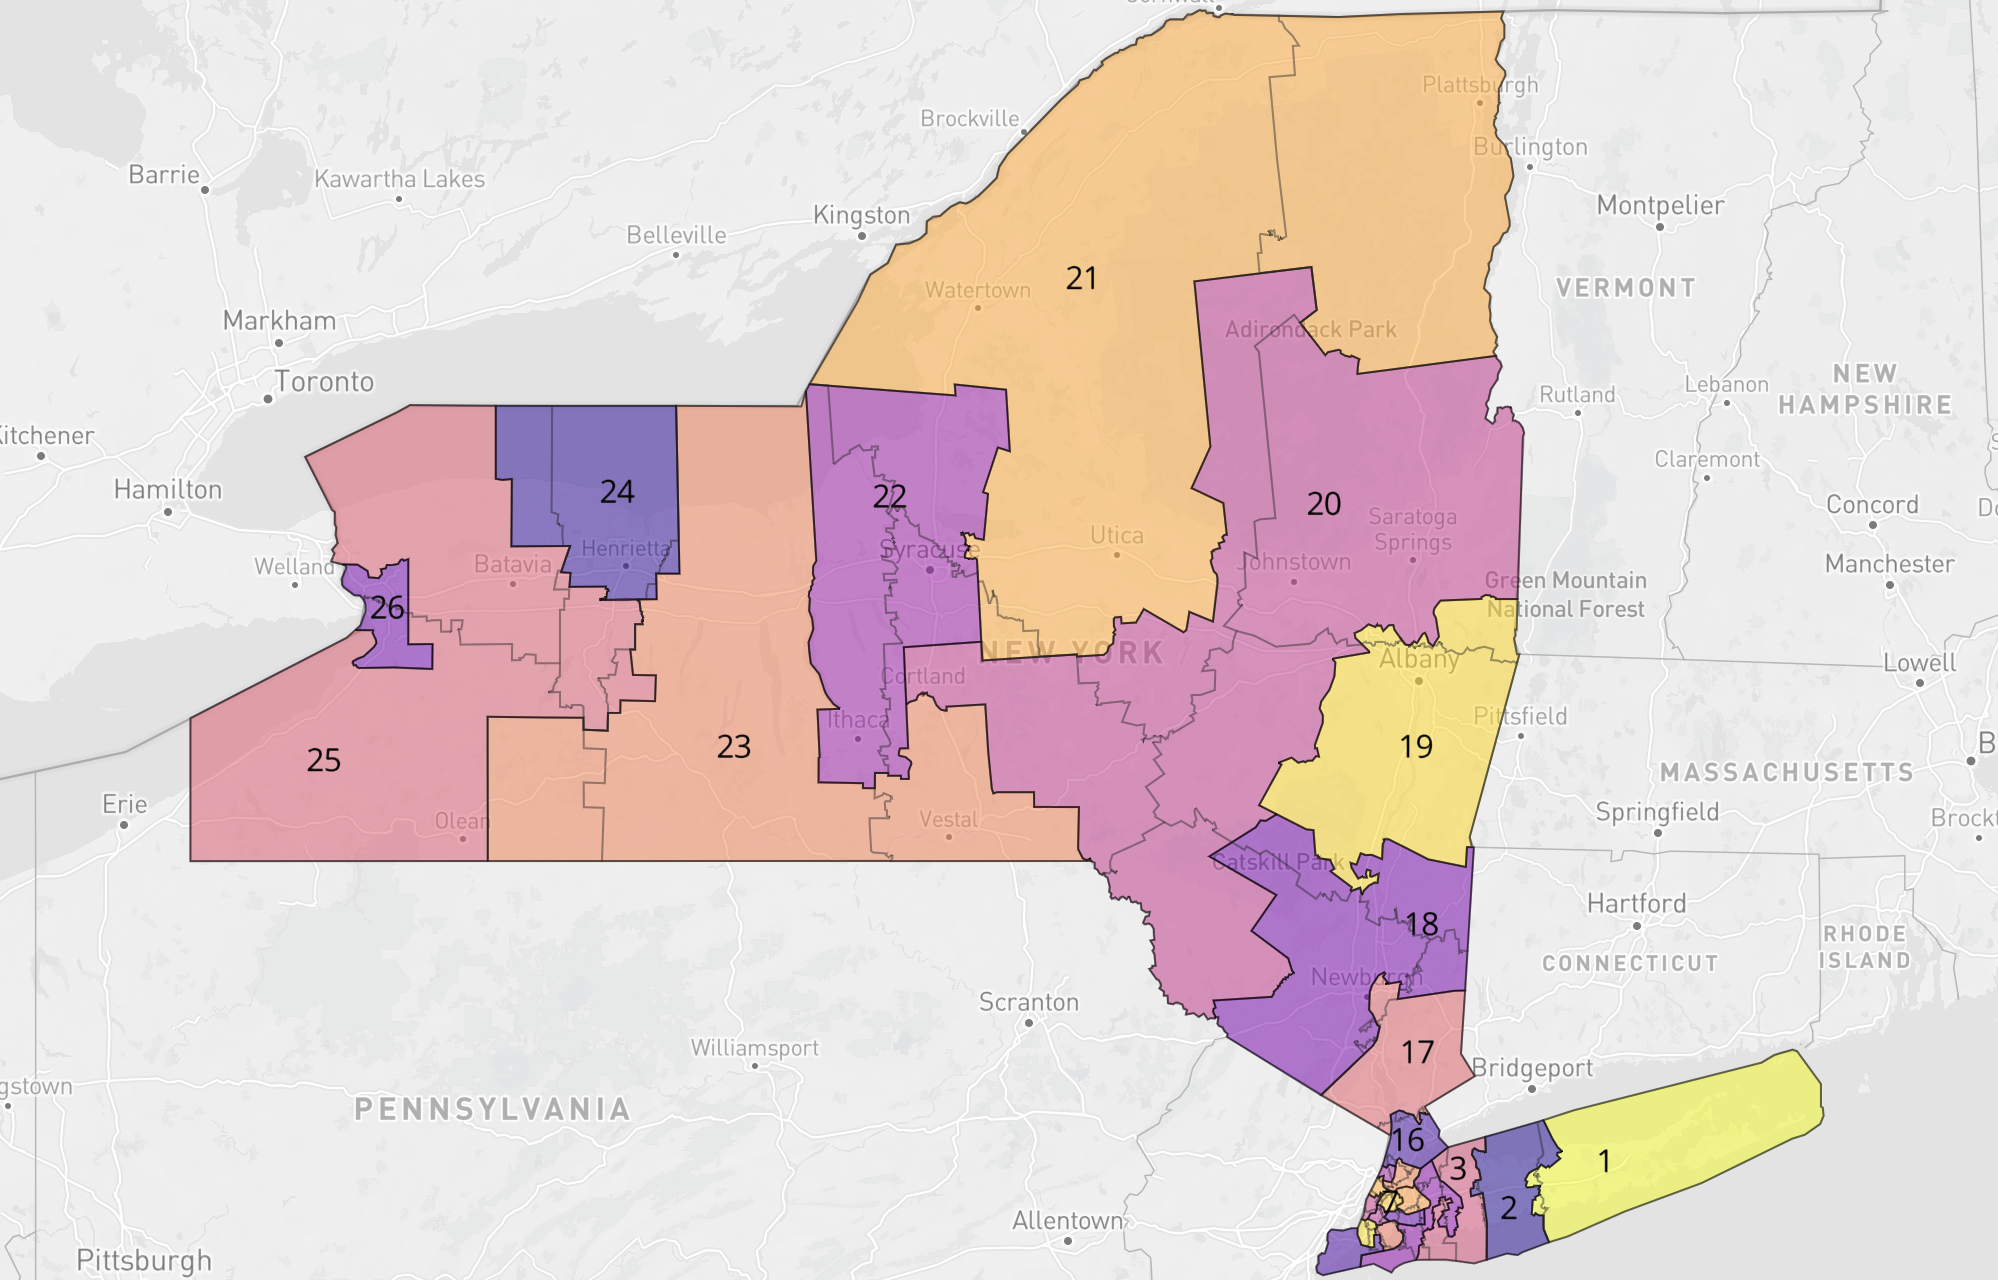 Cornwall
Plattsburgh
Brockville
Burlington
Barrie
Kawartha Lakes
Kingston
Montpelier
Belleville
21
VERMONT
Watertown
Markham
Adirondack Park
Toronto
Lebanon
NEW
HAMPSHIRE
Rutland
Kitchener
Claremont
Hamilton
24
22
20
Saratoga
Springs
Concord
Utica
Henrietta
Syracuse
Batavia
Welland
Johnstown
Manchester
Green Mountain
National Forest
26
NEW YORK
Albany
Lowell
Cortland
Ithaca
Pittsfield
25
23
19
MASSACHUSETTS
Erie
Springfield
Olean
Vestal
Catskill Park
Hartford
18
RHODE
ISLAND
CONNECTICUT
Newburgh
Scranton
Williamsport
17
Bridgeport
gstown
PENNSYLVANIA
16
3
1
7
2
Allentown
Pittsburgh
B
Brockt